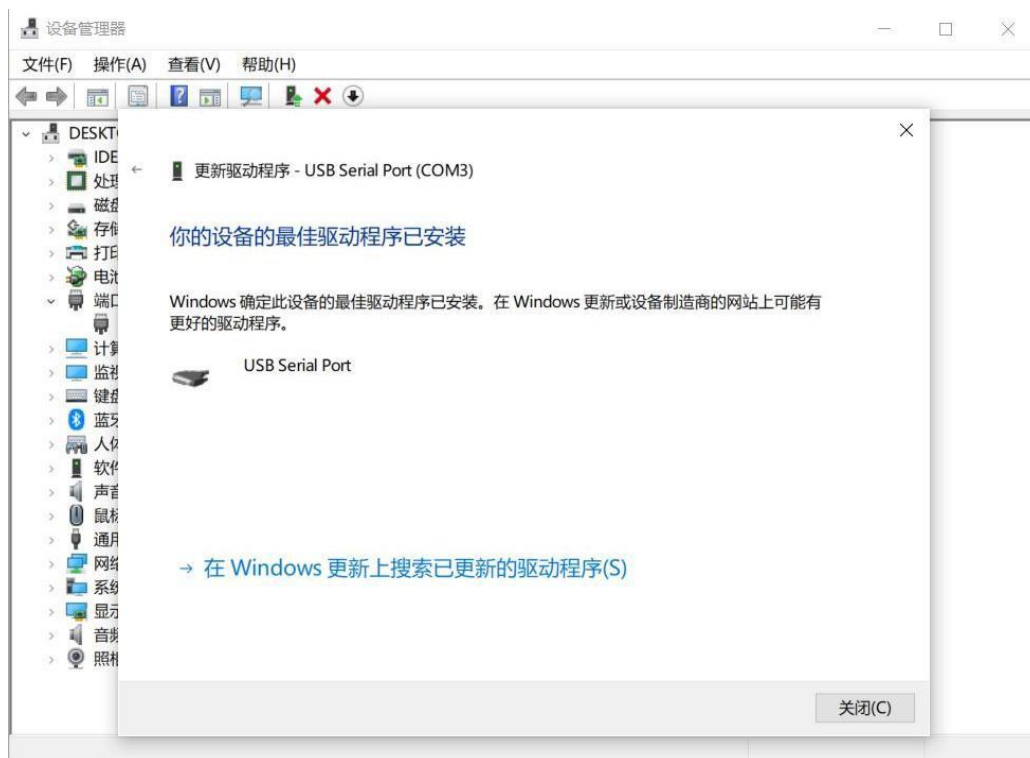 设备管理器
文件(F) 操作(A) 查看(V) 帮助(H)
DESKT
IDE
处理
磁盘
存储
打印
电池
端口
计算
监视
键盘
蓝牙
人体
软件
声音
鼠标
通用
网络
系统
显示
音频
照相
更新驱动程序 - USB Serial Port (COM3)
你的设备的最佳驱动程序已安装
Windows 确定此设备的最佳驱动程序已安装。在 Windows 更新或设备制造商的网站上可能有
更好的驱动程序。
USB Serial Port
→ 在 Windows 更新上搜索已更新的驱动程序(S)
关闭(C)